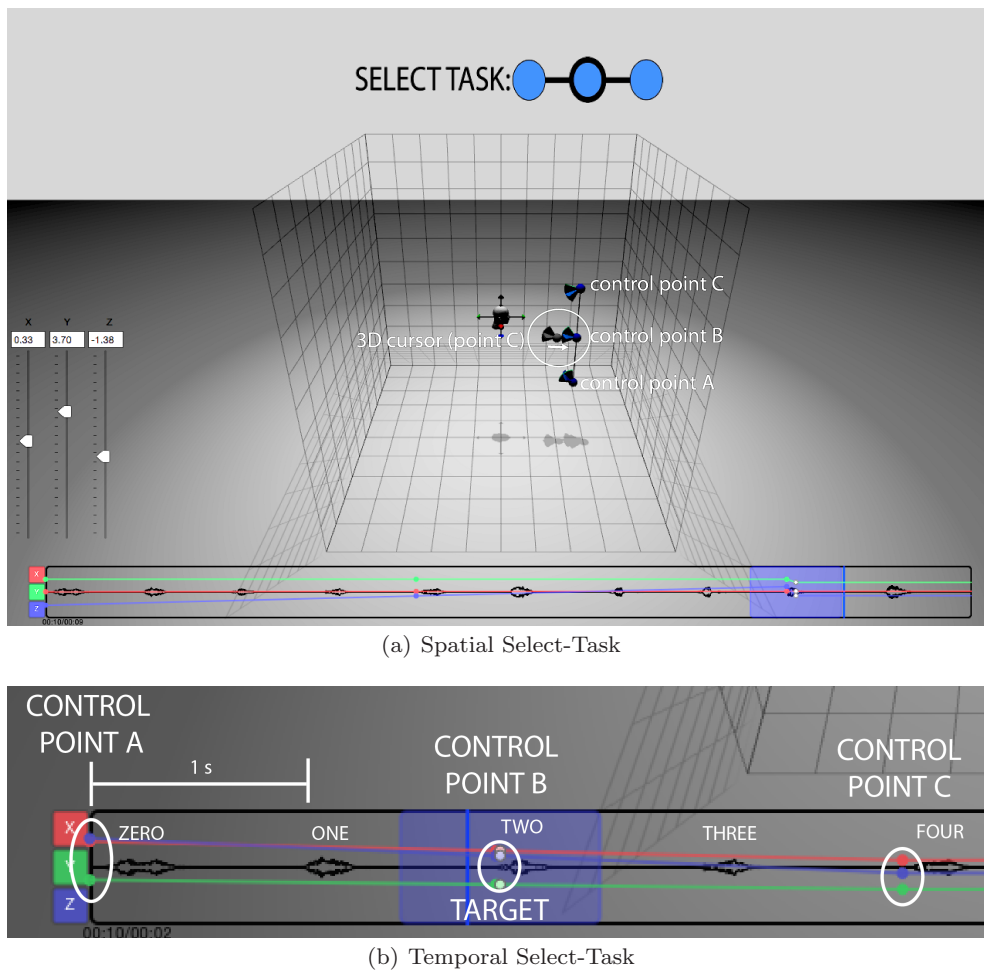 SELECT TASK:
control point C
3D cursor (point C)
control point B
control point A
X Y Z
0.33 3.70 -1.38
X
Y
Z
00:10/00:09
(a) Spatial Select-Task
CONTROL
POINT A
1 s
CONTROL
POINT B
CONTROL
POINT C
X
ZERO
ONE
TWO
THREE
FOUR
Y
Z
TARGET
00:10/00:02
(b) Temporal Select-Task